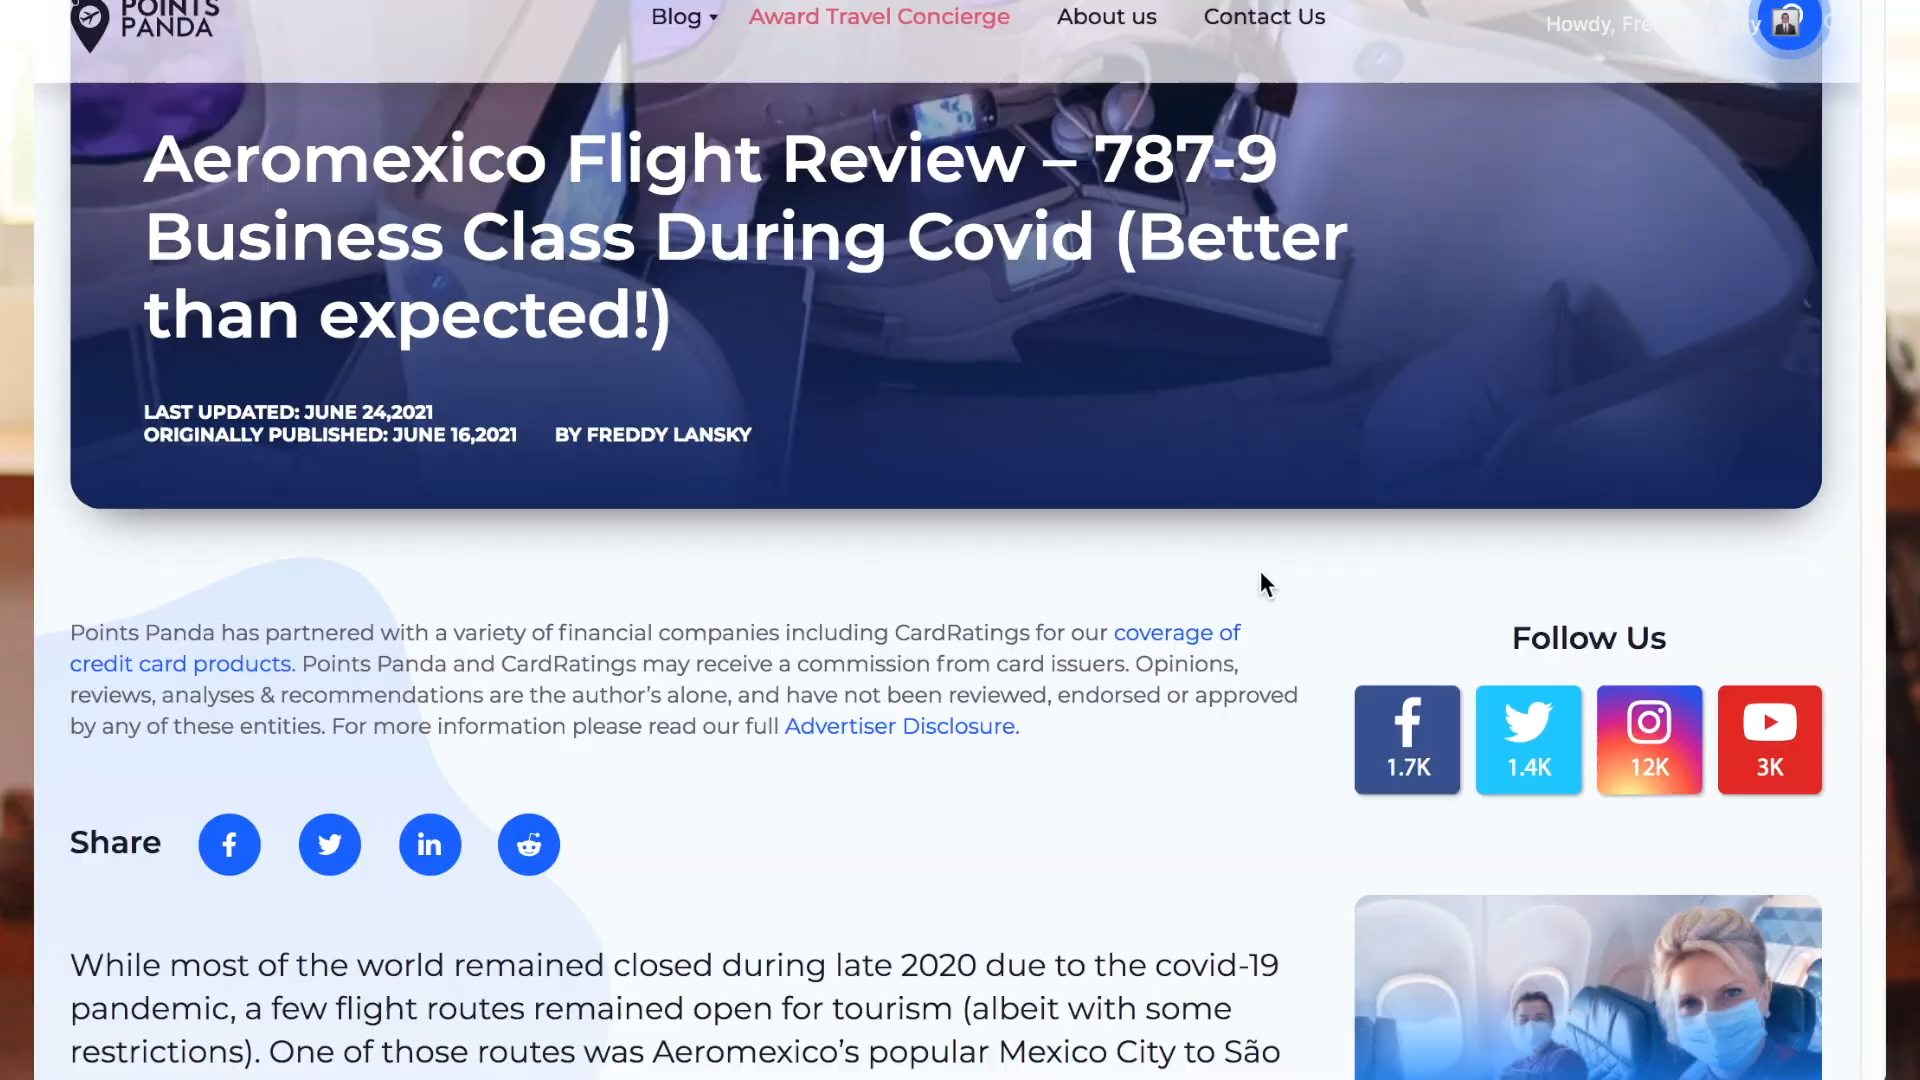 POINTS
PANDA
Blog
Award Travel Concierge
About us
Contact Us
Howdy, Fre
Aeromexico Flight Review – 787-9
Business Class During Covid (Better
than expected!)
LAST UPDATED: JUNE 24,2021
ORIGINALLY PUBLISHED: JUNE 16,2021
BY FREDDY LANSKY
Points Panda has partnered with a variety of financial companies including CardRatings for our coverage of
credit card products. Points Panda and CardRatings may receive a commission from card issuers. Opinions,
reviews, analyses & recommendations are the author's alone, and have not been reviewed, endorsed or approved
by any of these entities. For more information please read our full Advertiser Disclosure.
Follow Us
1.7K
1.4K
12K
3K
Share
While most of the world remained closed during late 2020 due to the covid-19
pandemic, a few flight routes remained open for tourism (albeit with some
restrictions). One of those routes was Aeromexico's popular Mexico City to São